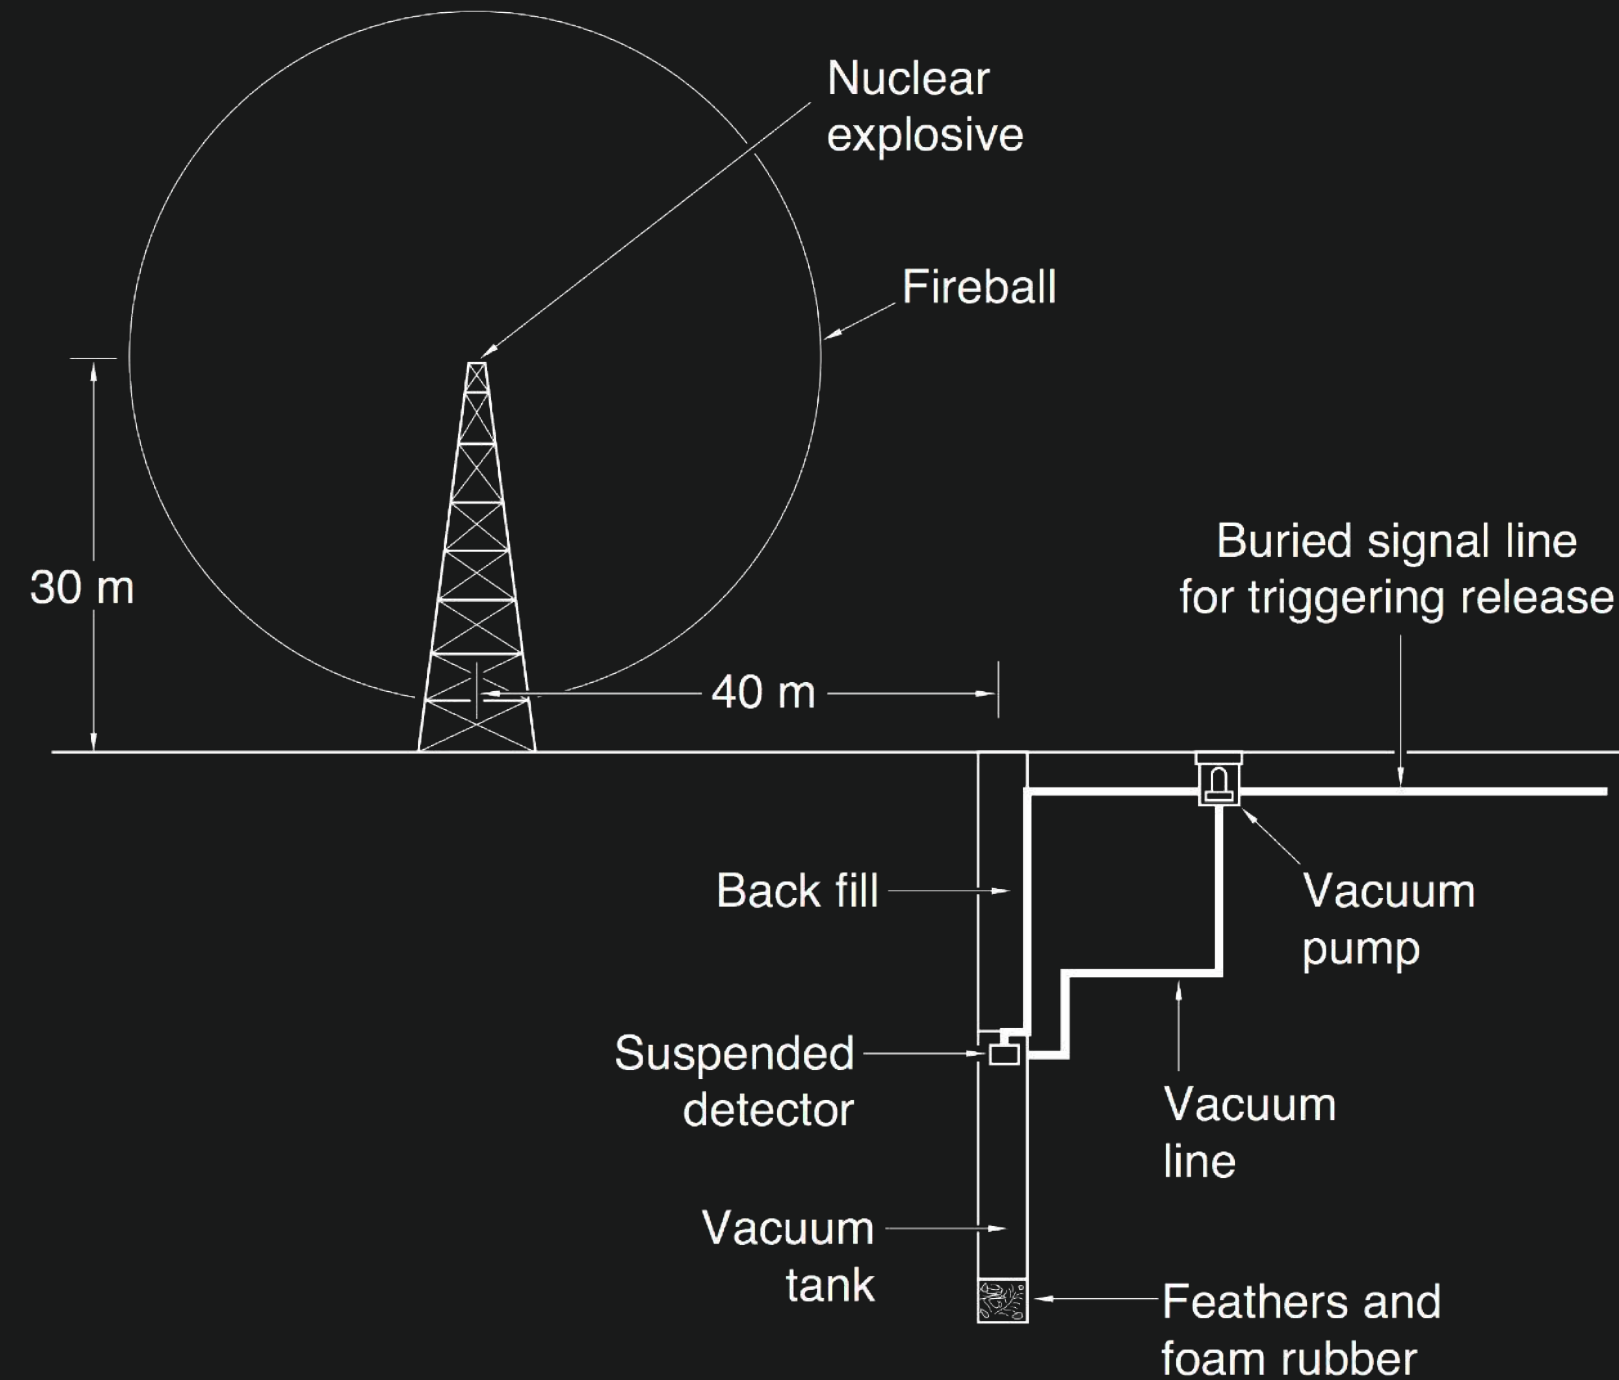 Nuclear
explosive
Fireball
30 m
40 m
Buried signal line
for triggering release
Back fill
Vacuum
pump
Suspended
detector
Vacuum
line
Vacuum
tank
Feathers and
foam rubber